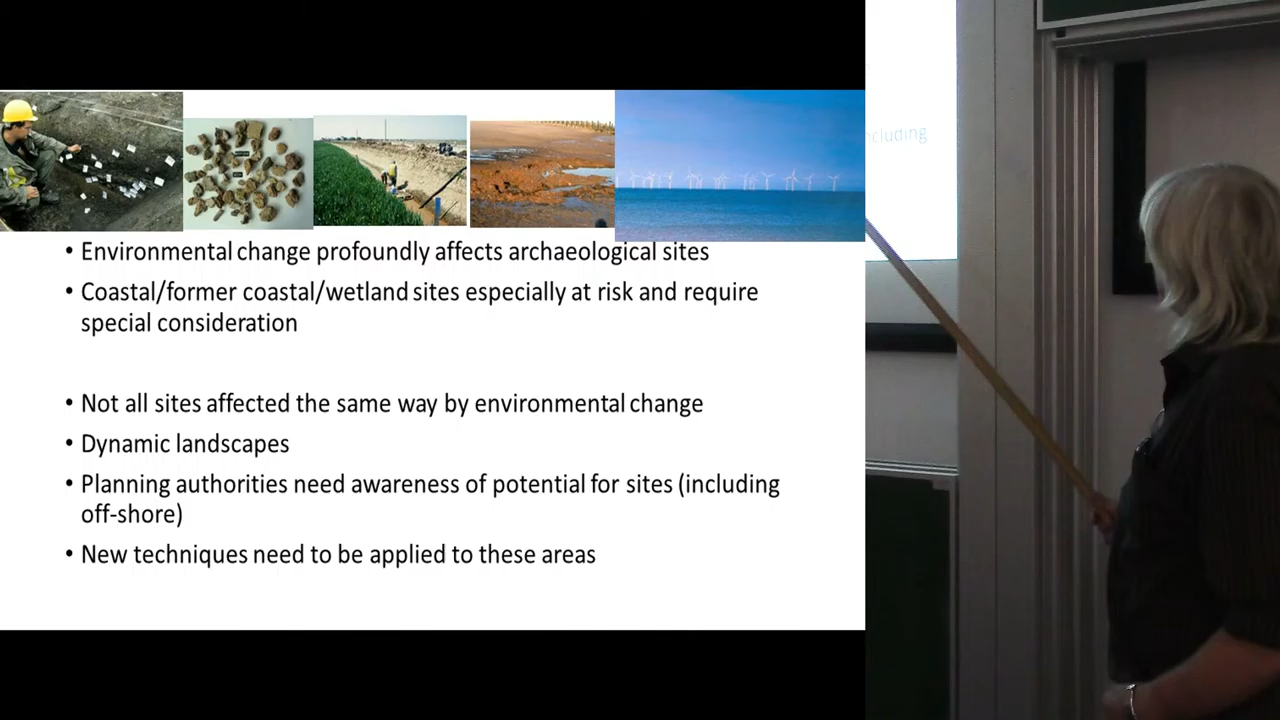 ncluding
• Environmental change profoundly affects archaeological sites
• Coastal/former coastal/wetland sites especially at risk and require
special consideration
• Not all sites affected the same way by environmental change
• Dynamic landscapes
• Planning authorities need awareness of potential for sites (including
off-shore)
• New techniques need to be applied to these areas